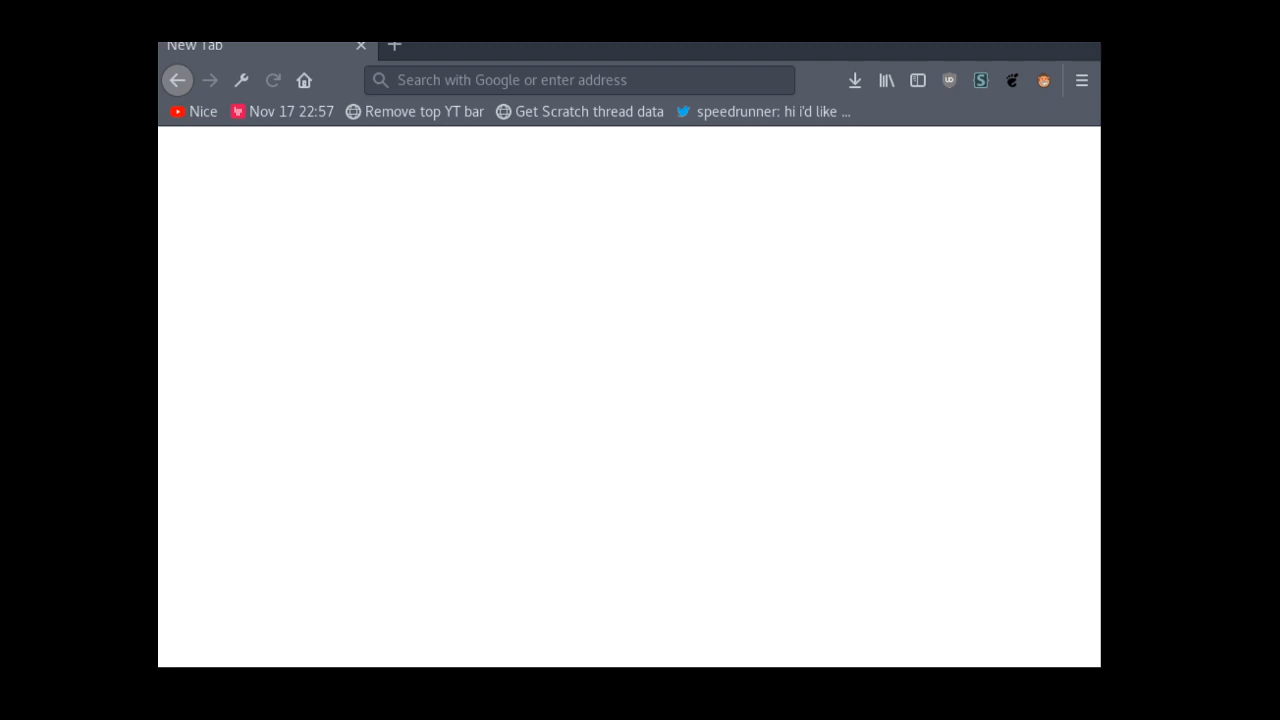 New Tab
Search with Google or enter address
Nice Nov 17 22:57 Remove top YT bar Get Scratch thread data speedrunner: hi i'd like ...